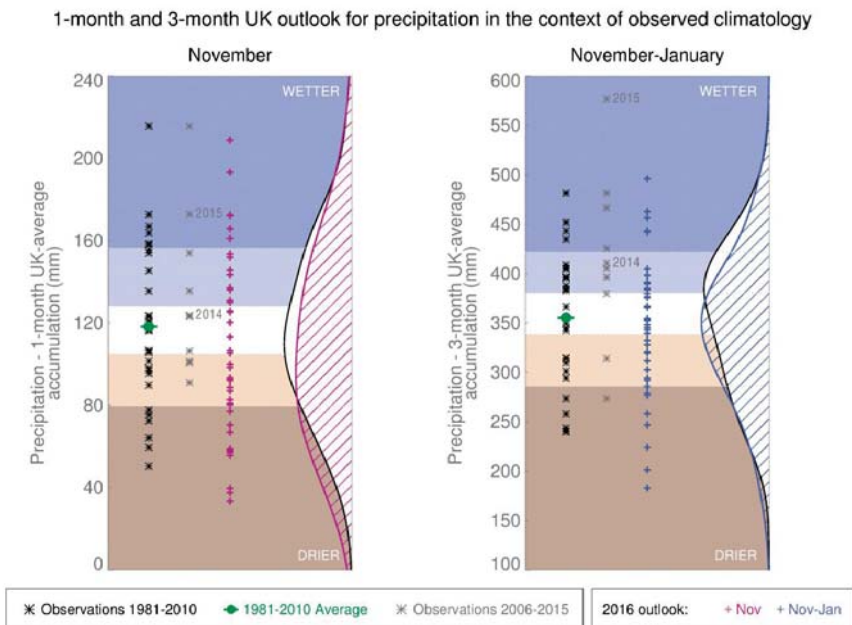 1-month and 3-month UK outlook for precipitation in the context of observed climatology
November
Precipitation - 1-month UK-average
accumulation (mm)
240
200
160
120
80
40
0
WETTER
2015
2014
DRIER
November-January
Precipitation - 3-month UK-average
accumulation (mm)
600
550
500
450
400
350
300
250
200
150
100
WETTER
2015
2014
DRIER
Observations 1981-2010
1981-2010 Average
Observations 2006-2015
2016 outlook:
Nov
Nov-Jan